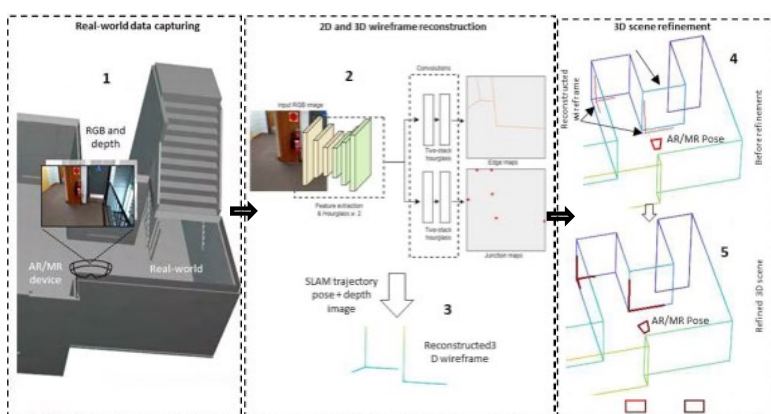 Real-world data capturing
1
RGB and
depth
AR/MR
device
Real-world
2D and 3D wireframe reconstruction
2
Input RGB image
Convolutions
Two-stack
hourglass
Edge maps
Feature extraction
& Hourglass x 2
Two-stack
hourglass
Junction maps
SLAM trajectory
pose + depth
image
3
Reconstructed3
D wireframe
3D scene refinement
4
Reconstructed
wireframe
AR/MR Pose
Before refinement
5
AR/MR Pose
Refined 3D scene